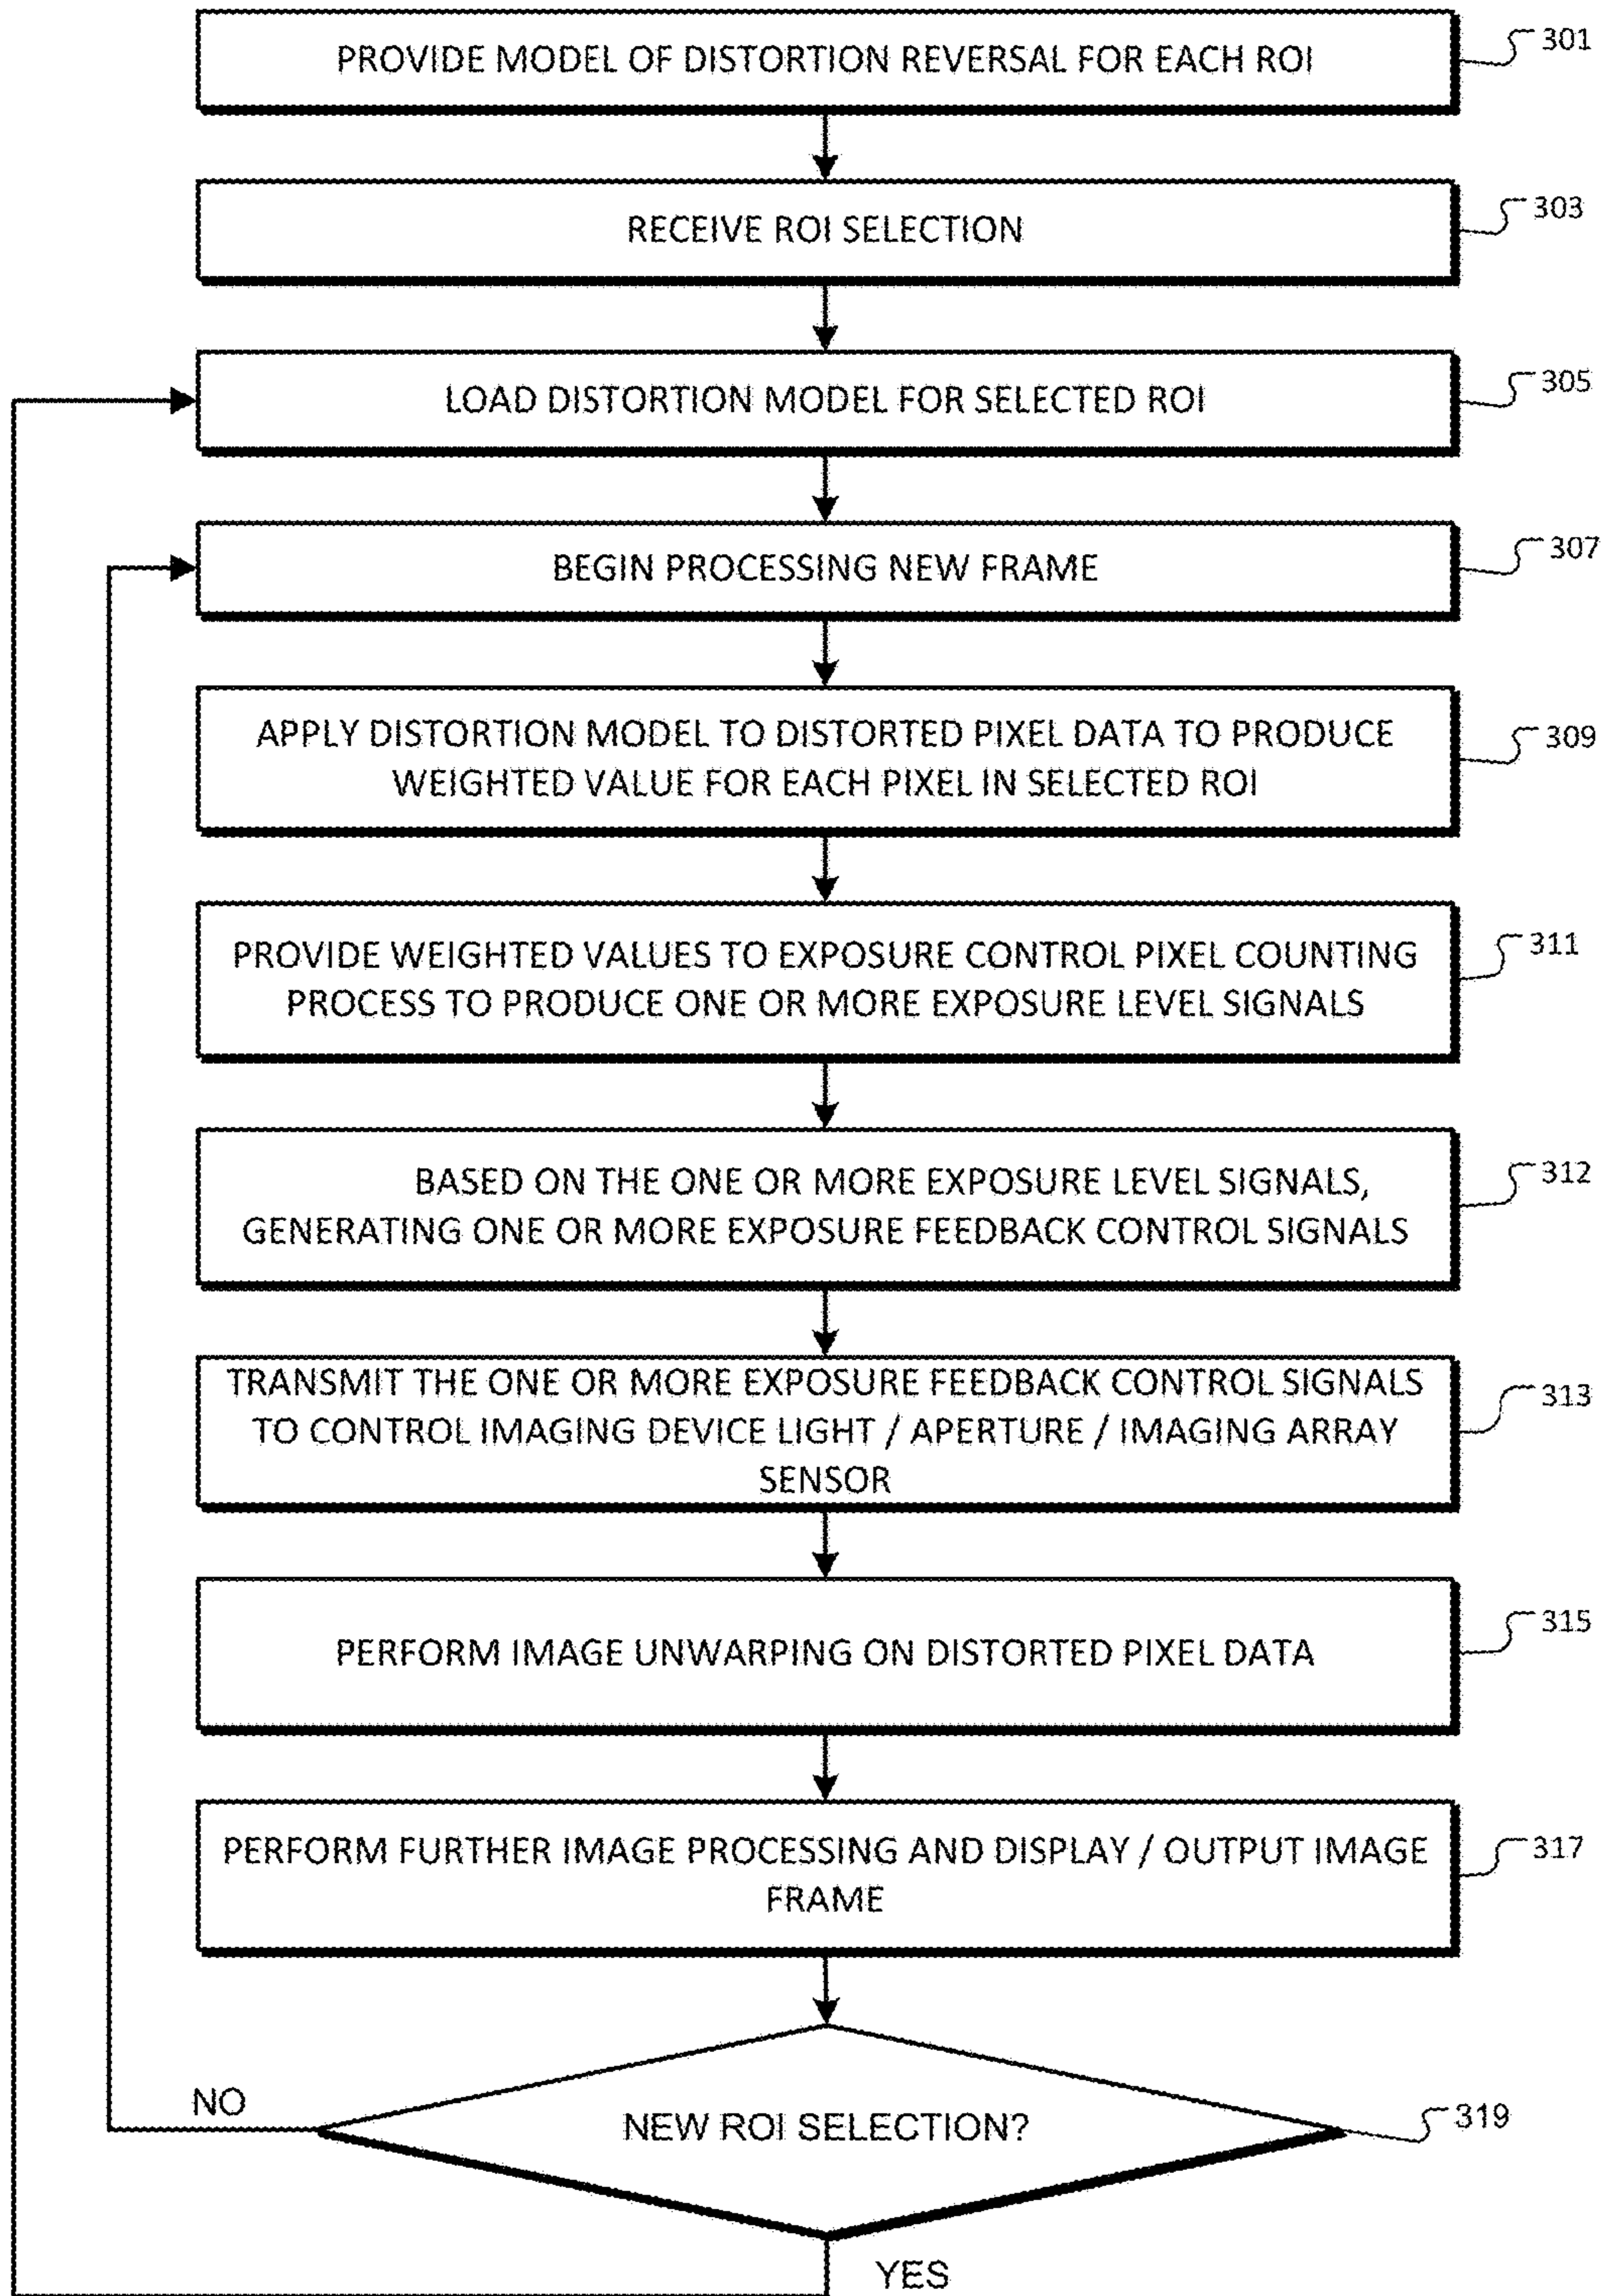 PROVIDE MODEL OF DISTORTION REVERSAL FOR EACH ROI
301
RECEIVE ROI SELECTION
303
LOAD DISTORTION MODEL FOR SELECTED ROI
305
BEGIN PROCESSING NEW FRAME
307
APPLY DISTORTION MODEL TO DISTORTED PIXEL DATA TO PRODUCE
WEIGHTED VALUE FOR EACH PIXEL IN SELECTED ROI
309
PROVIDE WEIGHTED VALUES TO EXPOSURE CONTROL PIXEL COUNTING
PROCESS TO PRODUCE ONE OR MORE EXPOSURE LEVEL SIGNALS
311
BASED ON THE ONE OR MORE EXPOSURE LEVEL SIGNALS,
GENERATING ONE OR MORE EXPOSURE FEEDBACK CONTROL SIGNALS
312
TRANSMIT THE ONE OR MORE EXPOSURE FEEDBACK CONTROL SIGNALS
TO CONTROL IMAGING DEVICE LIGHT / APERTURE / IMAGING ARRAY
SENSOR
313
PERFORM IMAGE UNWARPING ON DISTORTED PIXEL DATA
315
PERFORM FURTHER IMAGE PROCESSING AND DISPLAY / OUTPUT IMAGE
FRAME
317
NO
NEW ROI SELECTION?
319
YES